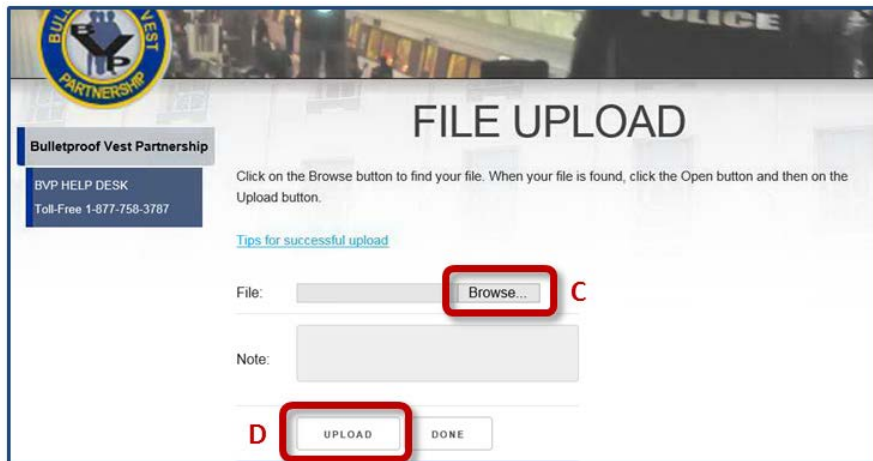 BULLETPROOF VEST
BVP
PARTNERSHIP
POLICE
FILE UPLOAD
Bulletproof Vest Partnership
BVP HELP DESK
Toll-Free 1-877-758-3787
Click on the Browse button to find your file. When your file is found, click the Open button and then on the
Upload button.
Tips for successful upload
File:
Browse...
C
Note:
D
UPLOAD
DONE